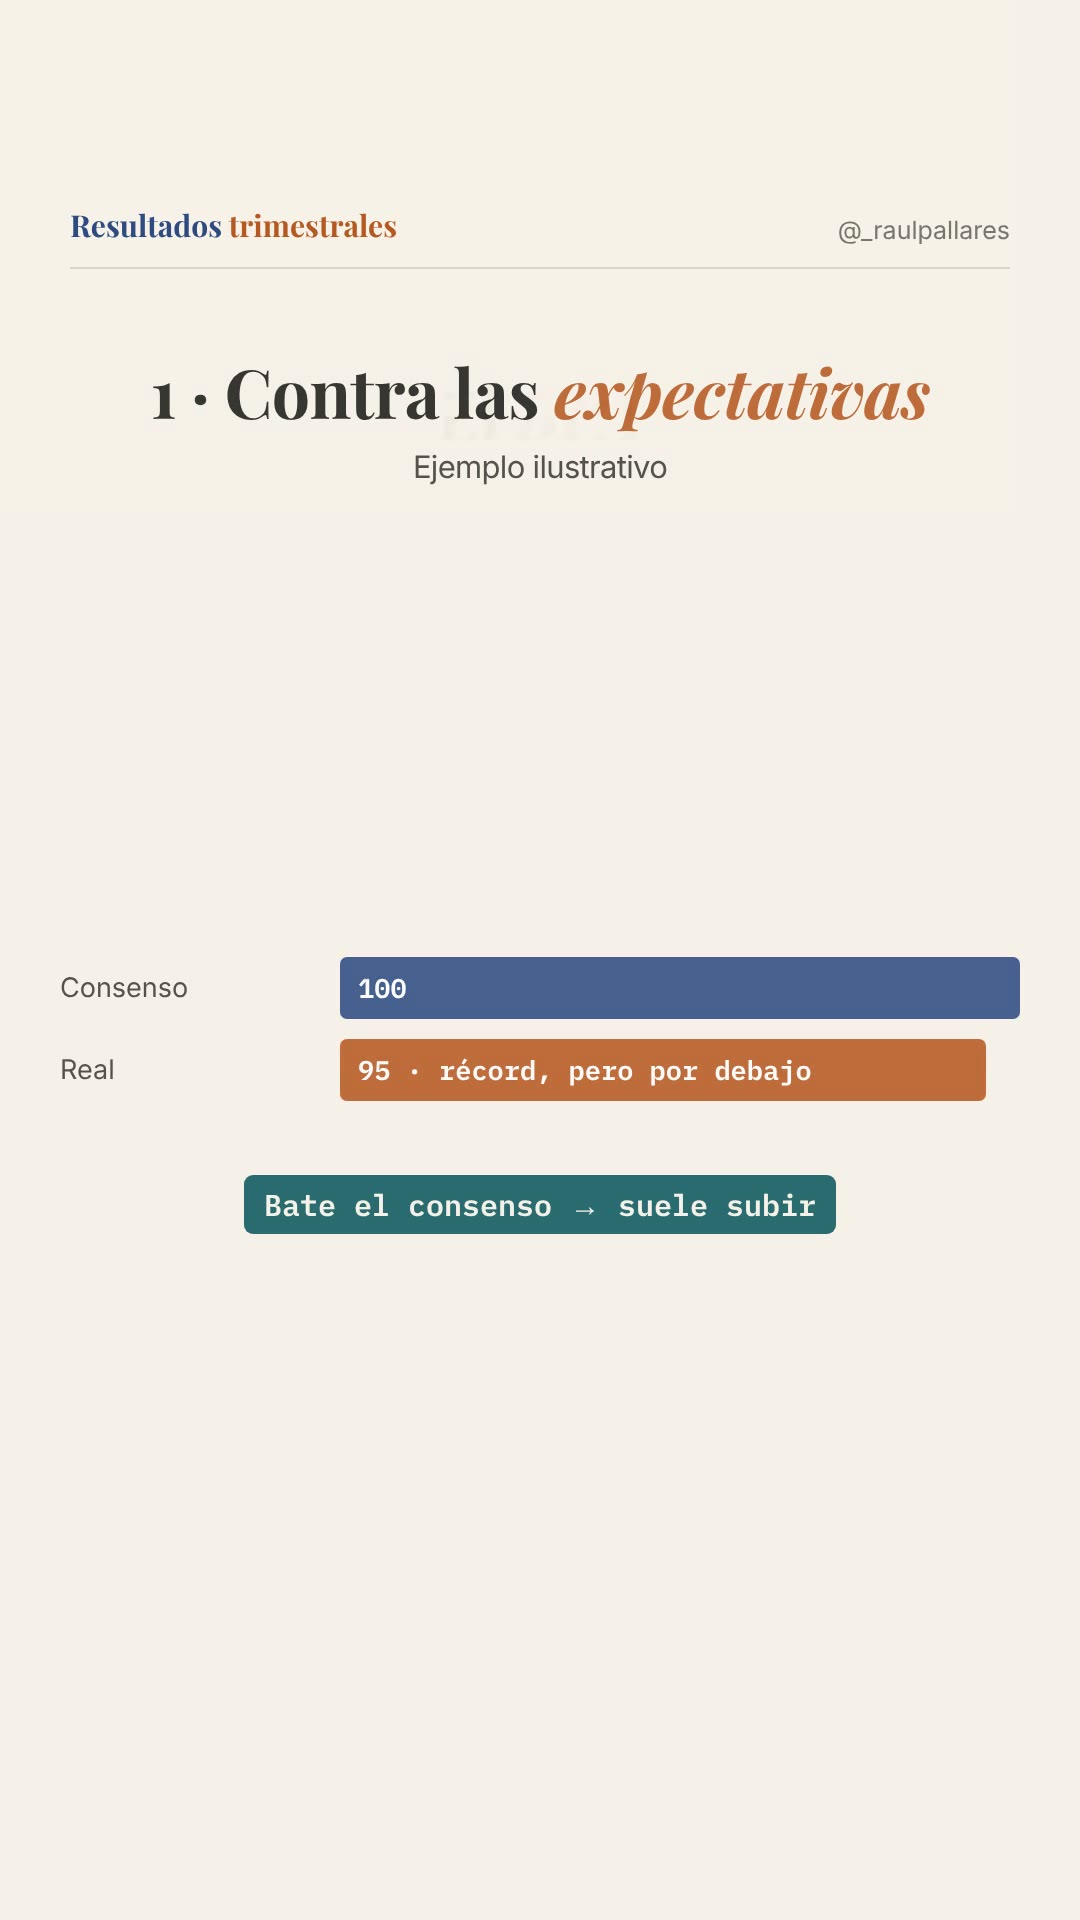 Resultados trimestrales
@_raulpallares
1 · Contra las expectativas
Ejemplo ilustrativo
Consenso
100
Real
95 · récord, pero por debajo
Bate el consenso → suele subir